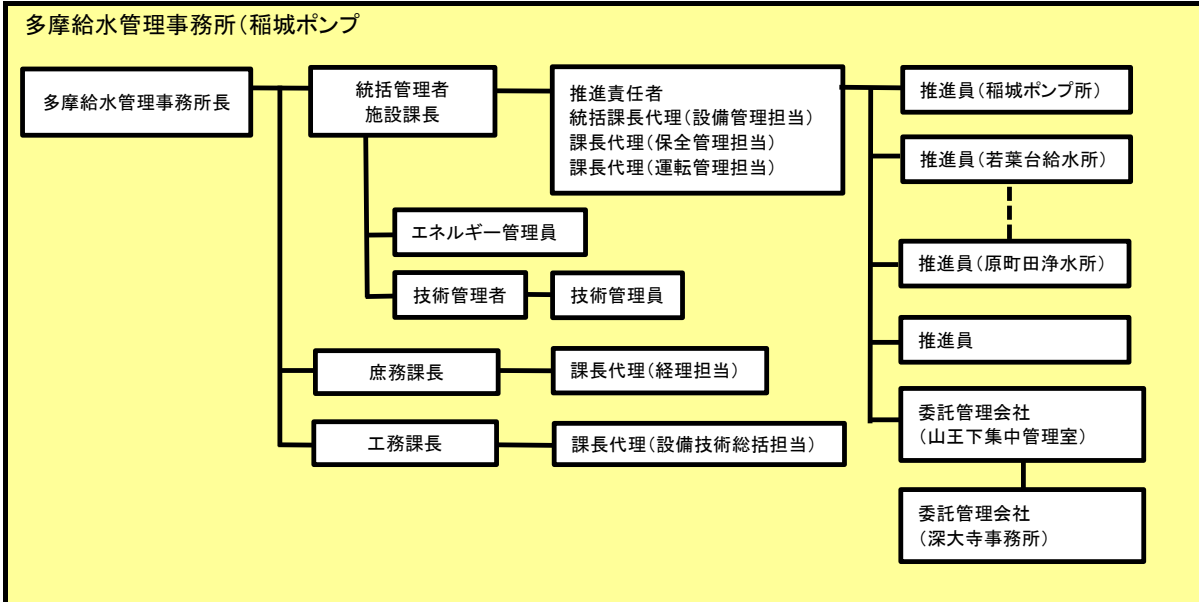 多摩給水管理事務所(稲城ポンプ
多摩給水管理事務所長
統括管理者
施設課長
推進責任者
統括課長代理(設備管理担当)
課長代理(保全管理担当)
課長代理(運転管理担当)
推進員(稲城ポンプ所)
推進員(若葉台給水所)
エネルギー管理員
推進員(原町田浄水所)
技術管理者
技術管理員
推進員
庶務課長
課長代理(経理担当)
委託管理会社
(山王下集中管理室)
工務課長
課長代理(設備技術総括担当)
委託管理会社
(深大寺事務所)